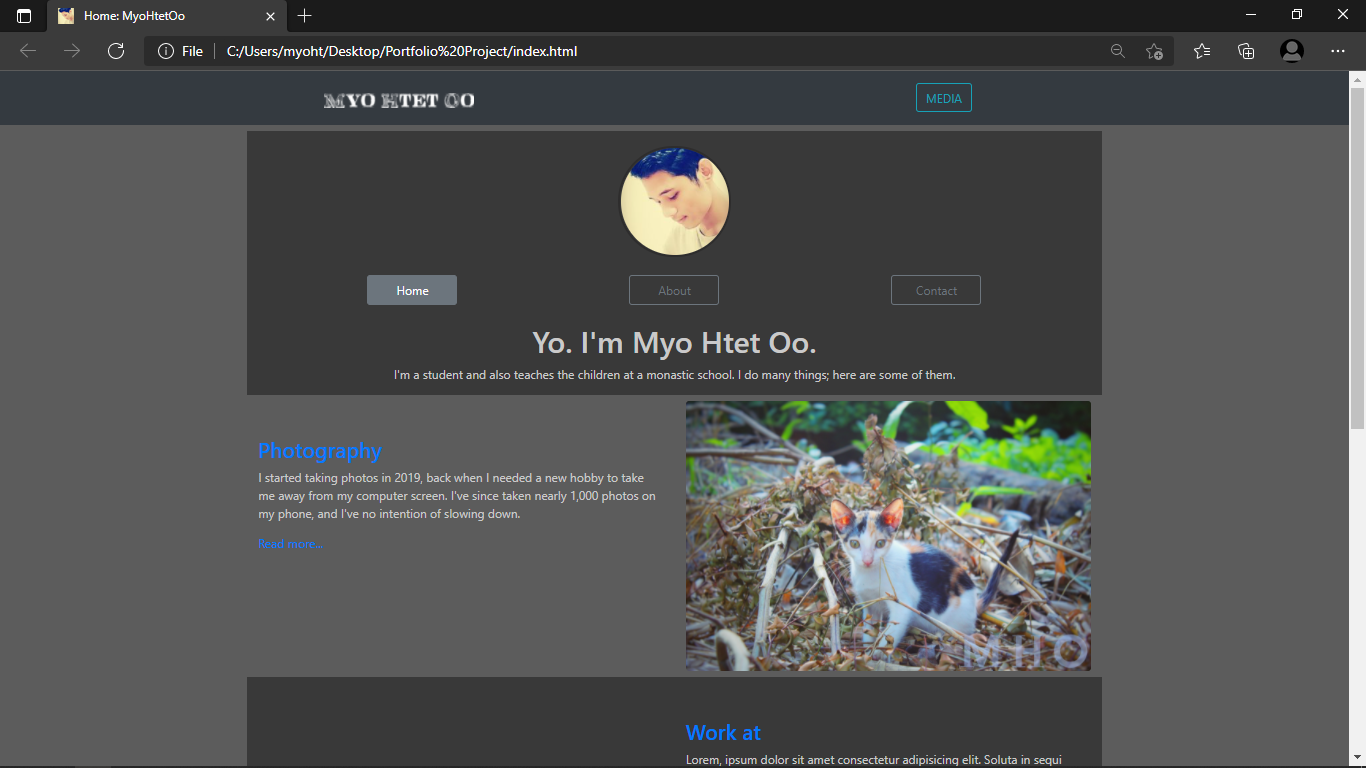 Home: MyoHtetOo
File
C:/Users/myoht/Desktop/Portfolio%20Project/index.html
MYO HTET OO
MEDIA
Home
About
Contact
Yo. I'm Myo Htet Oo.
I'm a student and also teaches the children at a monastic school. I do many things; here are some of them.
Photography
I started taking photos in 2019, back when I needed a new hobby to take
me away from my computer screen. I've since taken nearly 1,000 photos on
my phone, and I've no intention of slowing down.
Read more..
MHO
Work at
Lorem, ipsum dolor sit amet consectetur adipisicing elit. Soluta in sequi